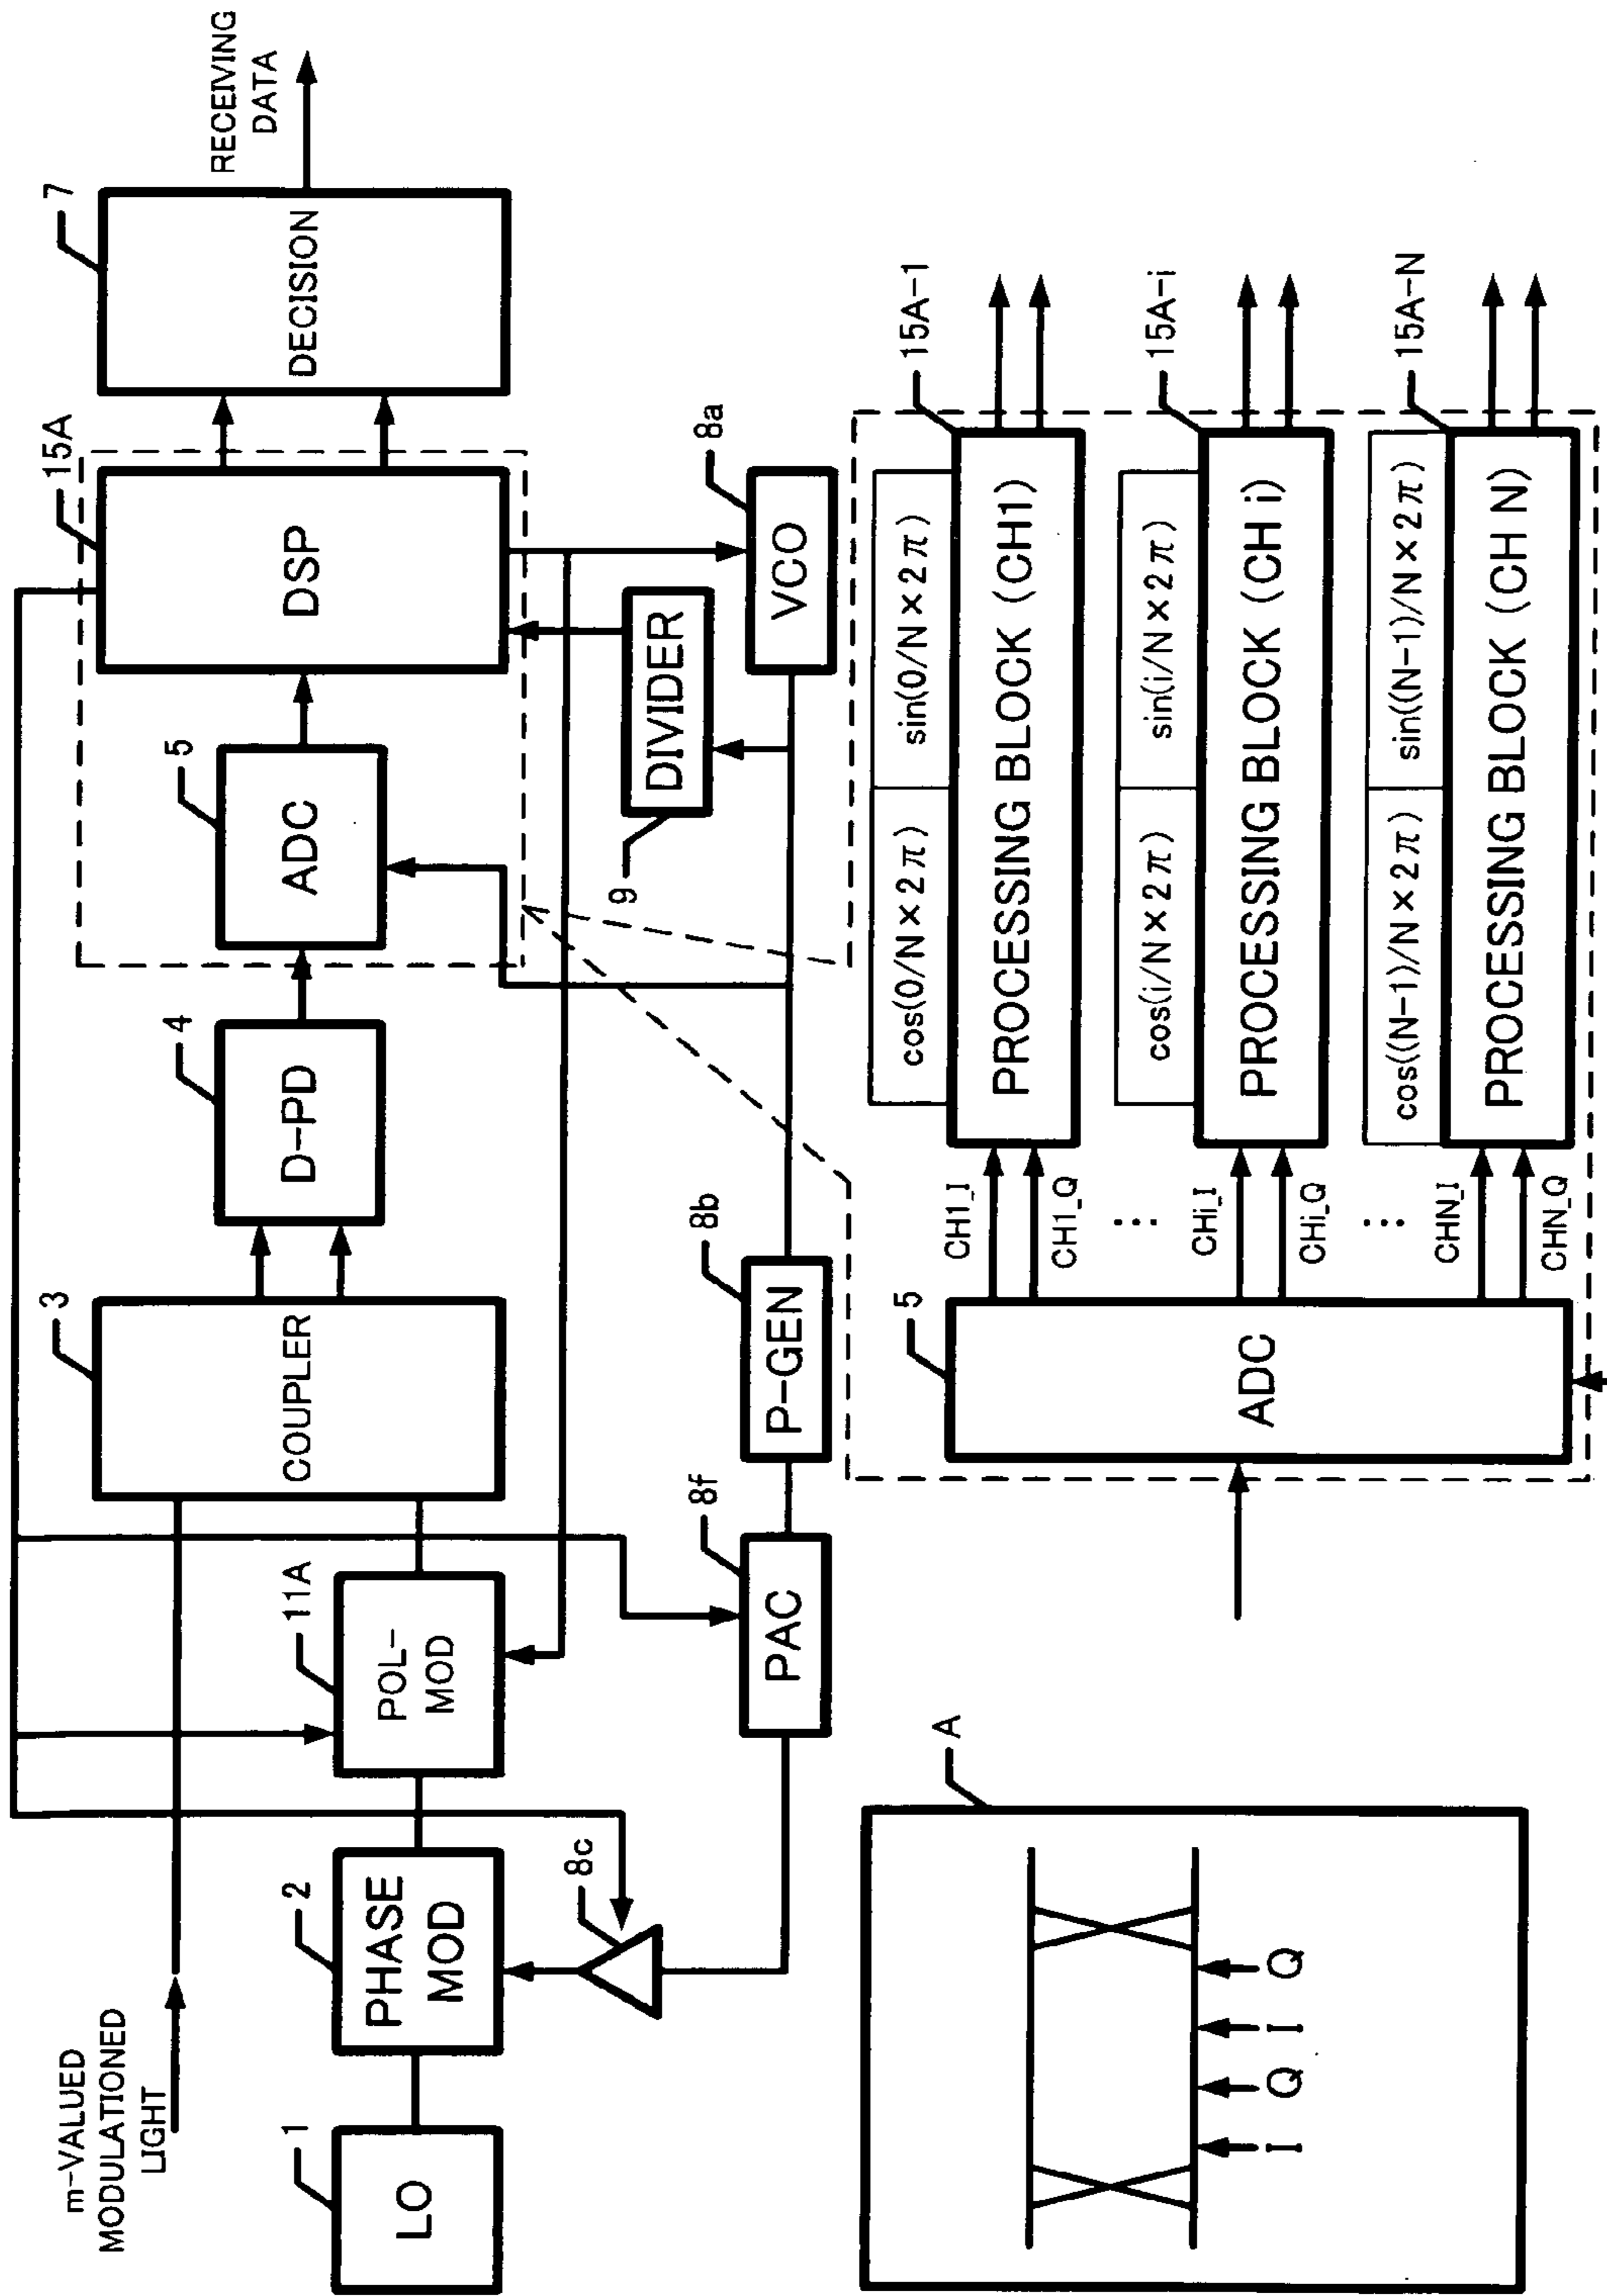 m-VALUED
MODULATIONED
LIGHT
1
LO
2
PHASE
MOD
8c
11A
POL-
MOD
3
COUPLER
4
D-PD
5
ADC
15A
DSP
7
DECISION
RECEIVING
DATA
8f
PAC
8b
P-GEN
9
DIVIDER
8a
VCO
A
I
Q
I
Q
5
ADC
CH1_I
CH1_Q
⋮
CHi_I
CHi_Q
⋮
CHN_I
CHN_Q
cos(0/N×2π)
sin(0/N×2π)
PROCESSING BLOCK (CH1)
15A-1
cos(i/N×2π)
sin(i/N×2π)
PROCESSING BLOCK (CH i)
15A-i
cos((N-1)/N×2π)
sin((N-1)/N×2π)
PROCESSING BLOCK (CH N)
15A-N